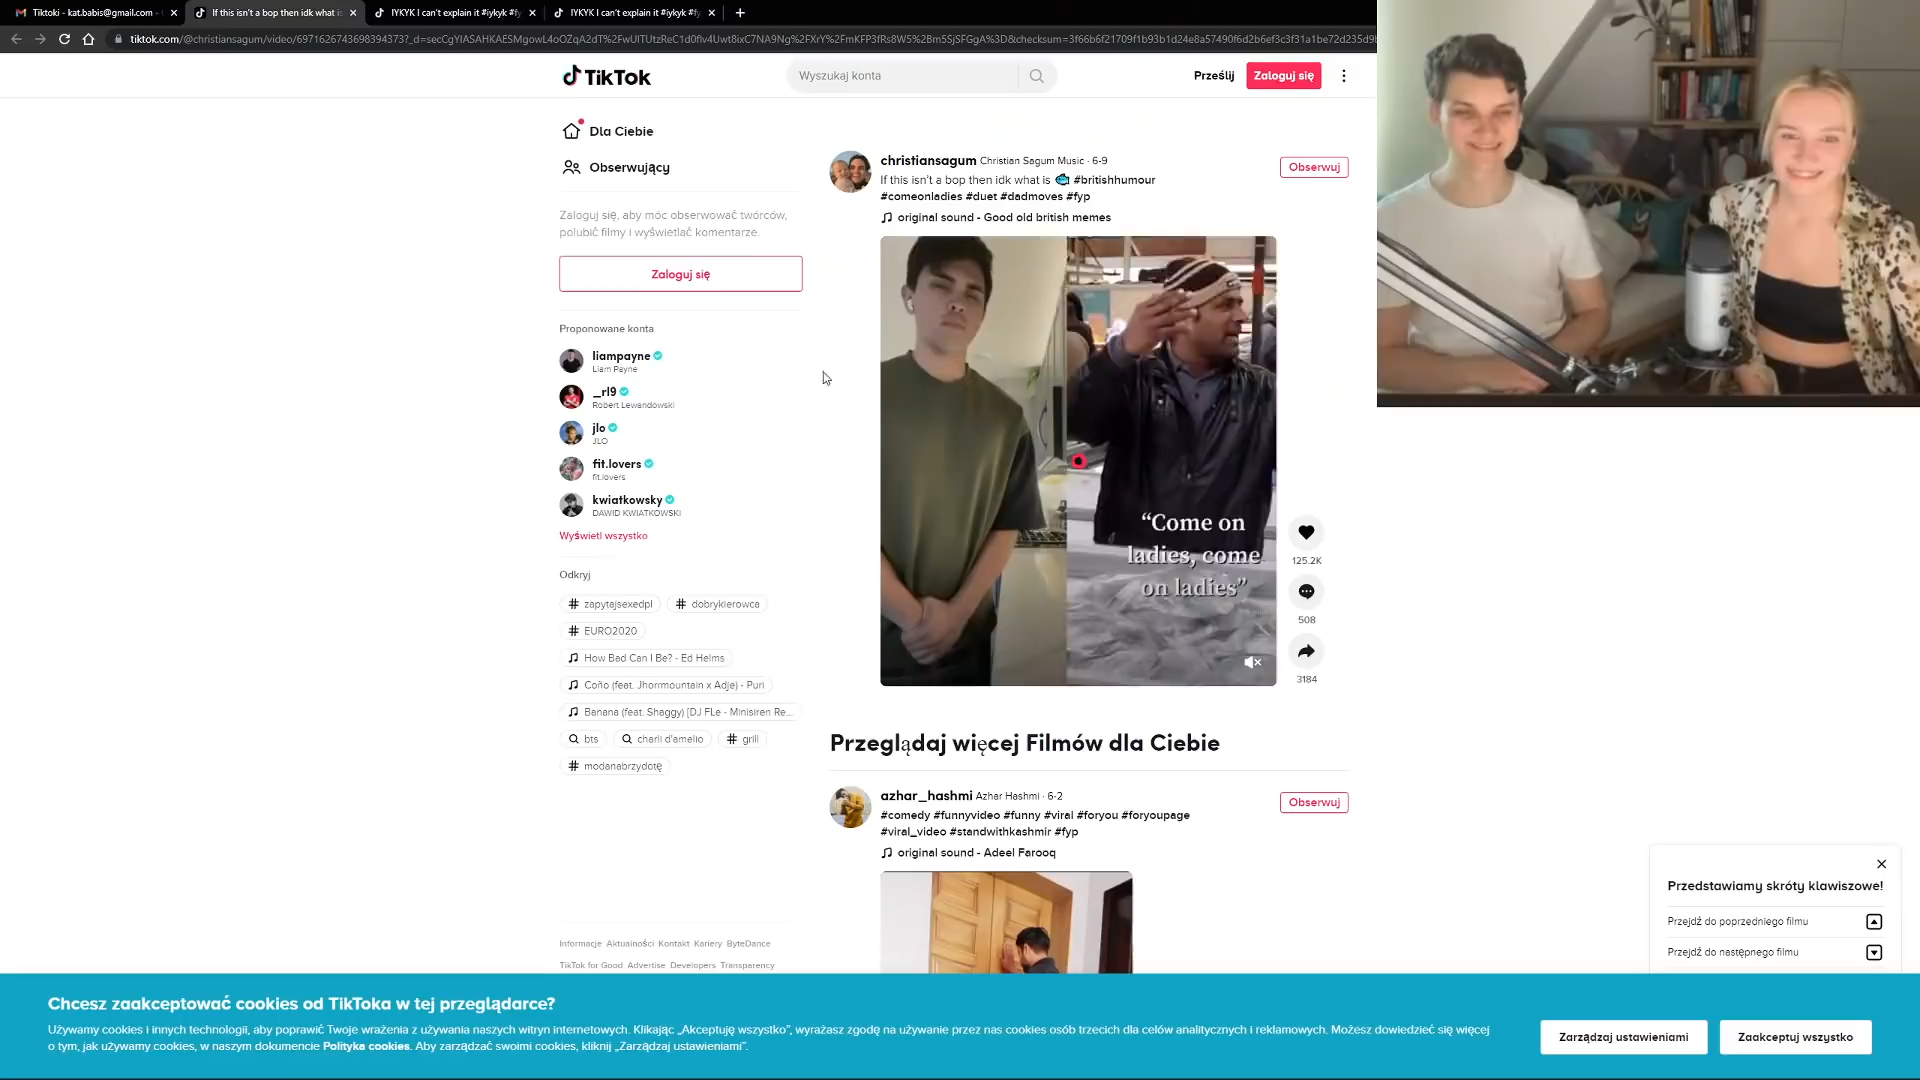 Tiktoki - kat.babis@gmail.com -
If this isn't a bop then idk what is
IYKYK I can't explain it #iykyk #fy
IYKYK I can't explain it #iykyk #fy
TikTok
Wyszukaj konta
Prześlij
Zaloguj się
Dla Ciebie
Obserwujący
Zaloguj się, aby móc obserwować twórców,
polubić filmy i wyświetlać komentarze.
Zaloguj się
Proponowane konta
liampayne
Liam Payne
_rl9
Robert Lewandowski
jlo
JLO
fit.lovers
fit.lovers
kwiatkowsky
DAWID KWIATKOWSKI
Wyświetl wszystko
Odkryj
# zapytajsexedpl # dobrykierowca
# EURO2020
How Bad Can I Be? - Ed Helms
Coño (feat. Jhorrmountain x Adje) - Puri
Banana (feat. Shaggy) [DJ FLe - Minisiren Re...
bts charli d'amelio # grill
# modanabrzydotę
Informacje Aktualności Kontakt Kariery ByteDance
TikTok for Good Advertise Developers Transparency
christiansagum Christian Sagum Music · 6-9
Obserwuj
If this isn't a bop then idk what is #britishhumour
#comeonladies #duet #dadmoves #fyp
original sound - Good old british memes
"Come on
ladies, come
on ladies"
125.2K
508
3184
Przeglądaj więcej Filmów dla Ciebie
azhar_hashmi Azhar Hashmi · 6-2
Obserwuj
#comedy #funnyvideo #funny #viral #foryou #foryoupage
#viral_video #standwithkashmir #fyp
original sound - Adeel Farooq
Przedstawiamy skróty klawiszowe!
Przejdź do poprzedniego filmu
Przejdź do następnego filmu
Chcesz zaakceptować cookies od TikToka w tej przeglądarce?
Używamy cookies i innych technologii, aby poprawić Twoje wrażenia z używania naszych witryn internetowych. Klikając „Akceptuję wszystko”, wyrażasz zgodę na używanie przez nas cookies osób trzecich dla celów analitycznych i reklamowych. Możesz dowiedzieć się więcej
o tym, jak używamy cookies, w naszym dokumencie Polityka cookies. Aby zarządzać swoimi cookies, kliknij „Zarządzaj ustawieniami”.
Zarządzaj ustawieniami
Zaakceptuj wszystko